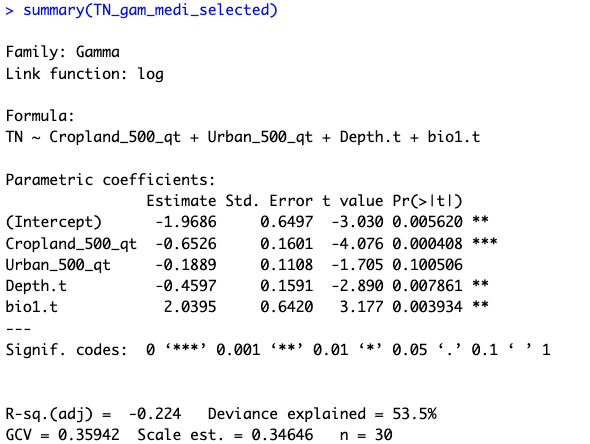 > summary(TN_gam_medi_selected)
Family: Gamma
Link function: log
Formula:
TN ~ Cropland_500_qt + Urban_500_qt + Depth.t + bio1.t
Parametric coefficients:
Estimate Std. Error t value Pr(>|t|)
(Intercept) -1.9686 0.6497 -3.030 0.005620 **
Cropland_500_qt -0.6526 0.1601 -4.076 0.000408 ***
Urban_500_qt -0.1889 0.1108 -1.705 0.100506
Depth.t -0.4597 0.1591 -2.890 0.007861 **
bio1.t 2.0395 0.6420 3.177 0.003934 **
---
Signif. codes: 0 ‘***’ 0.001 ‘**’ 0.01 ‘*’ 0.05 ‘.’ 0.1 ‘ ’ 1
R-sq.(adj) = -0.224 Deviance explained = 53.5%
GCV = 0.35942 Scale est. = 0.34646 n = 30